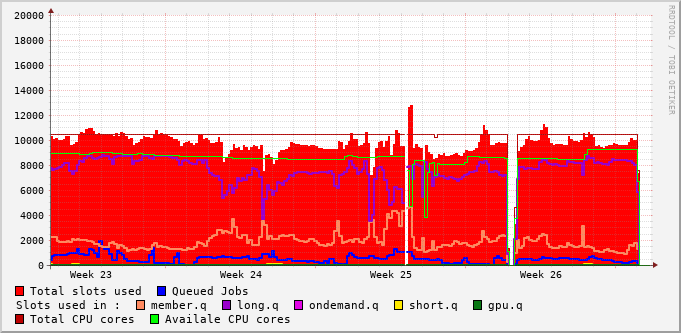 20000
18000
16000
14000
12000
10000
8000
6000
4000
2000
0
Week 23 Week 24 Week 25 Week 26
Total slots used Queued Jobs
Slots used in : member.q long.q ondemand.q short.q gpu.q
Total CPU cores Availale CPU cores
RRDTOOL / TOBI OETIKER